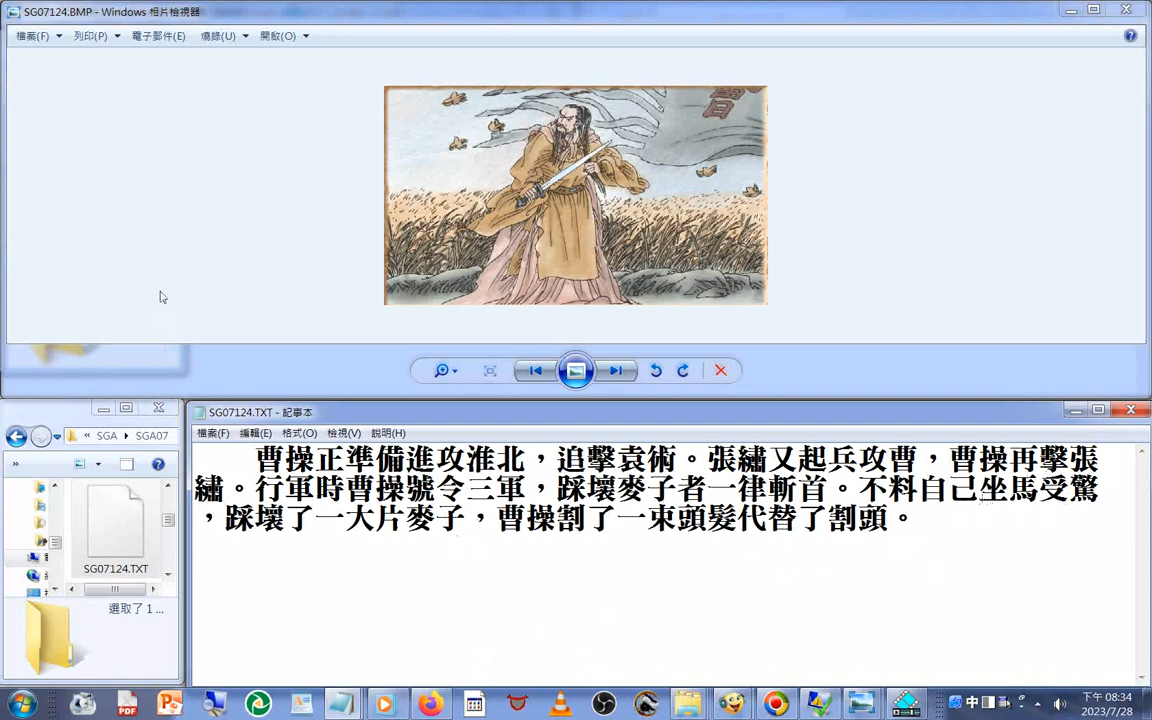 SG07124.BMP - Windows 相片檢視器
檔案(F) 列印(P) 電子郵件(E) 燒錄(U) 開啟(O)
曹
SGA SGA07
SG07124.TXT
選取了 1 ...
SG07124.TXT - 記事本
檔案(F) 編輯(E) 格式(O) 檢視(V) 說明(H)
曹操正準備進攻淮北，追擊袁術。張繡又起兵攻曹，曹操再擊張
繡。行軍時曹操號令三軍，踩壞麥子者一律斬首。不料自己坐馬受驚
，踩壞了一大片麥子，曹操割了一束頭髮代替了割頭。
中
下午 08:34
2023/7/28